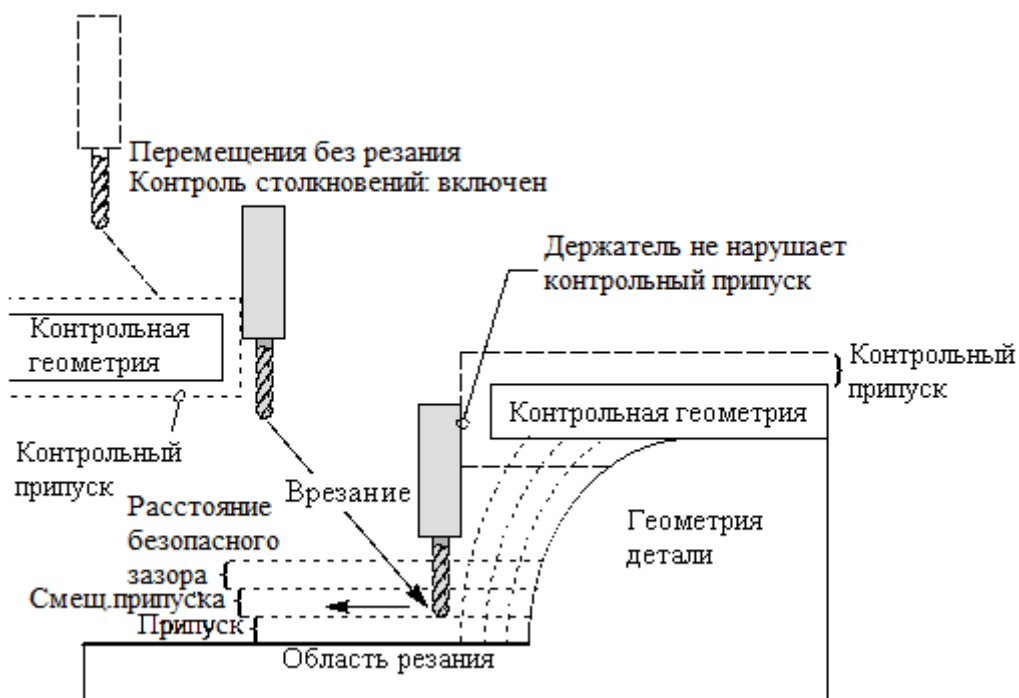 Перемещения без резания
Контроль столкновений: включен
Держатель не нарушает
контрольный припуск
Контрольная
геометрия
Контрольный
припуск
Контрольная геометрия
Контрольный
припуск
Врезание
Расстояние
безопасного
зазора
Геометрия
детали
Смещ.припуска
Припуск
Область резания